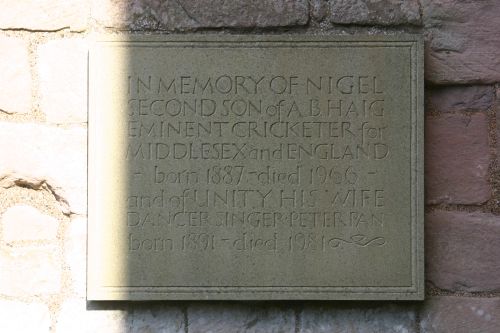 IN MEMORY OF NIGEL
SECOND SON of A.B. HAIG
EMINENT CRICKETER for
MIDDLESEX and ENGLAND
- born 1887 - died 1966 -
and of UNITY HIS WIFE
DANCER·SINGER·PETER PAN
born 1891 - died 1981